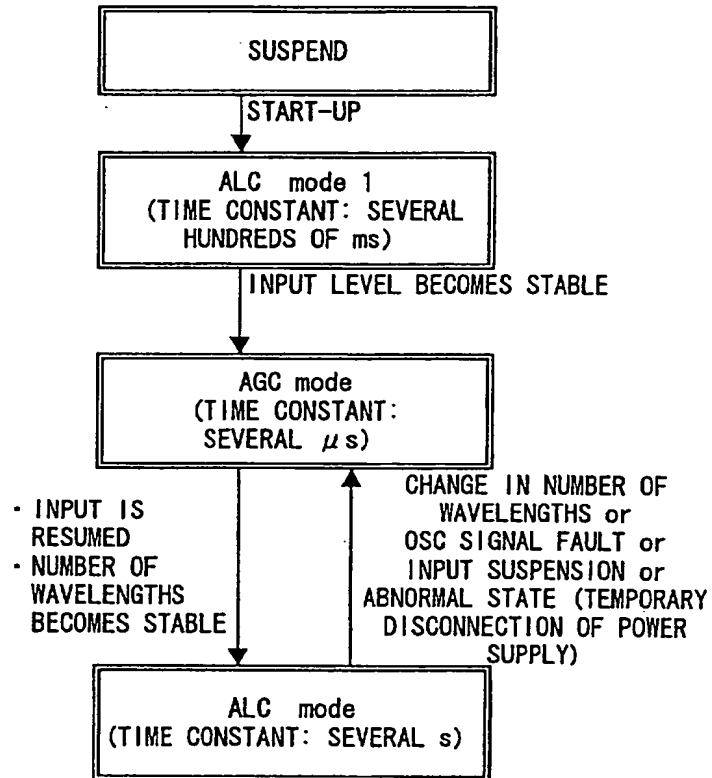 SUSPEND
START-UP
ALC mode 1
(TIME CONSTANT: SEVERAL
HUNDREDS OF ms)
INPUT LEVEL BECOMES STABLE
AGC mode
(TIME CONSTANT:
SEVERAL μs)
· INPUT IS
RESUMED
· NUMBER OF
WAVELENGTHS
BECOMES STABLE
CHANGE IN NUMBER OF
WAVELENGTHS or
OSC SIGNAL FAULT or
INPUT SUSPENSION or
ABNORMAL STATE (TEMPORARY
DISCONNECTION OF POWER
SUPPLY)
ALC mode
(TIME CONSTANT: SEVERAL s)